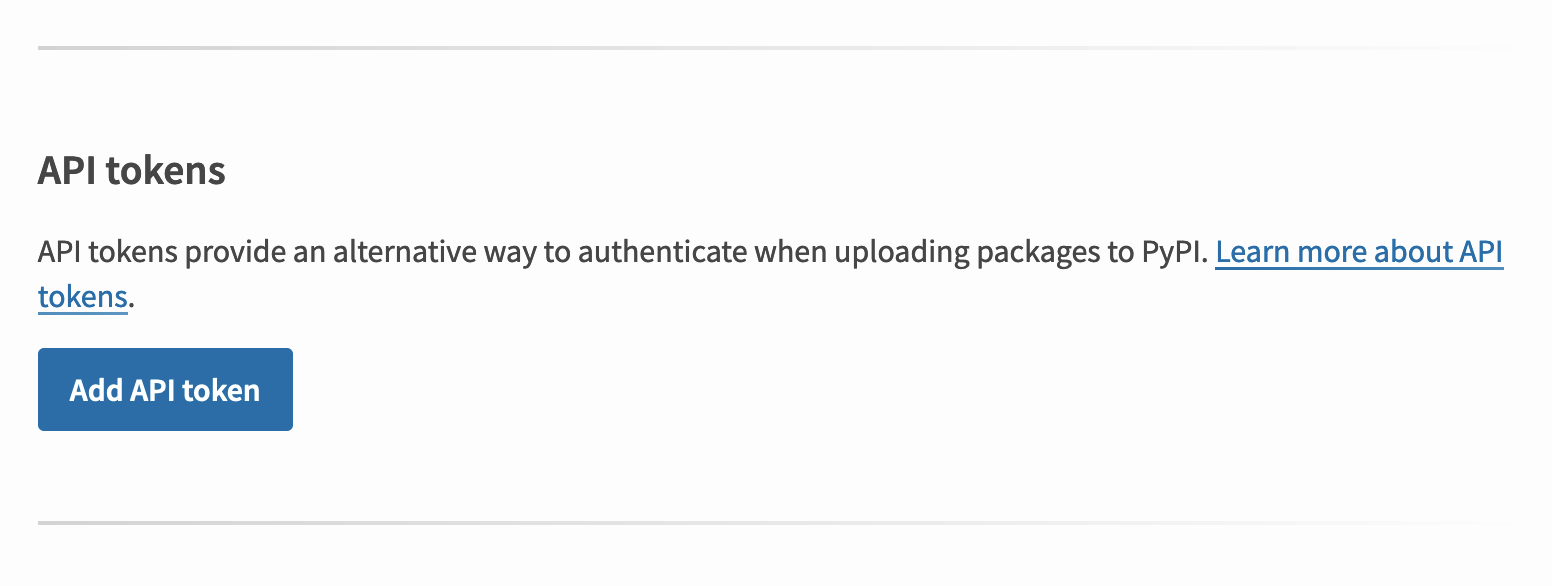 API tokens
API tokens provide an alternative way to authenticate when uploading packages to PyPI. Learn more about API
tokens.
Add API token